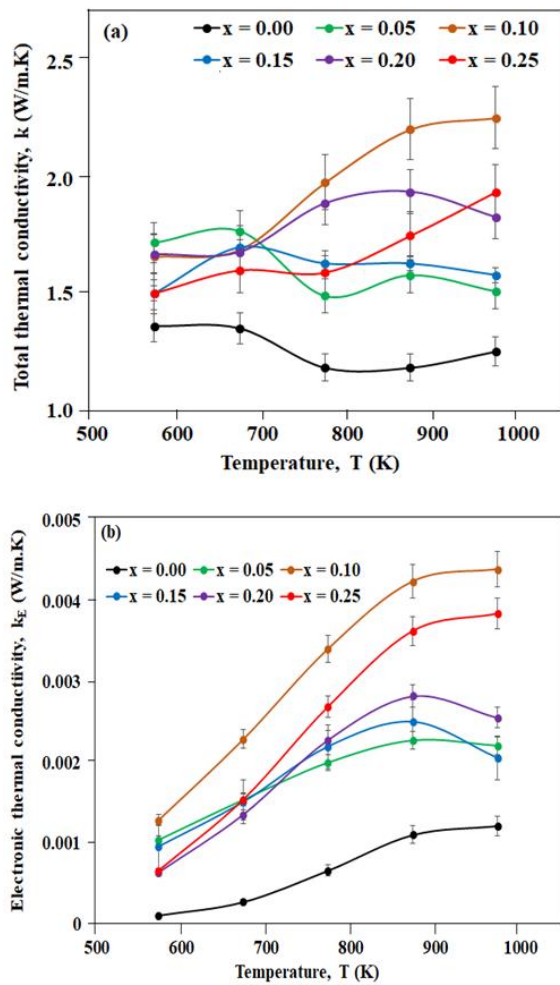 (a)
x = 0.00 x = 0.05 x = 0.10
x = 0.15 x = 0.20 x = 0.25
Total thermal conductivity, k (W/m.K)
2.5
2.0
1.5
1.0
500 600 700 800 900 1000
Temperature, T (K)
(b)
x = 0.00 x = 0.05 x = 0.10
x = 0.15 x = 0.20 x = 0.25
Electronic thermal conductiivity, kE (W/m.K)
0.005
0.004
0.003
0.002
0.001
0
500 600 700 800 900 1000
Temperature, T (K)